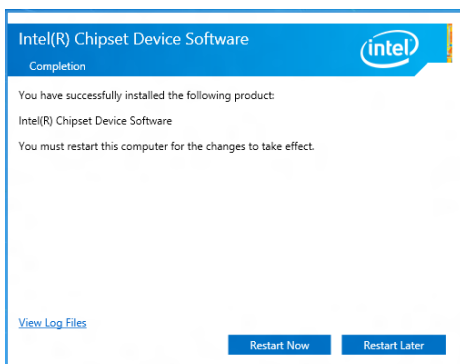 Intel(R) Chipset Device Software
intel
Completion
You have successfully installed the following product:
Intel(R) Chipset Device Software
You must restart this computer for the changes to take effect.
View Log Files
Restart Now
Restart Later